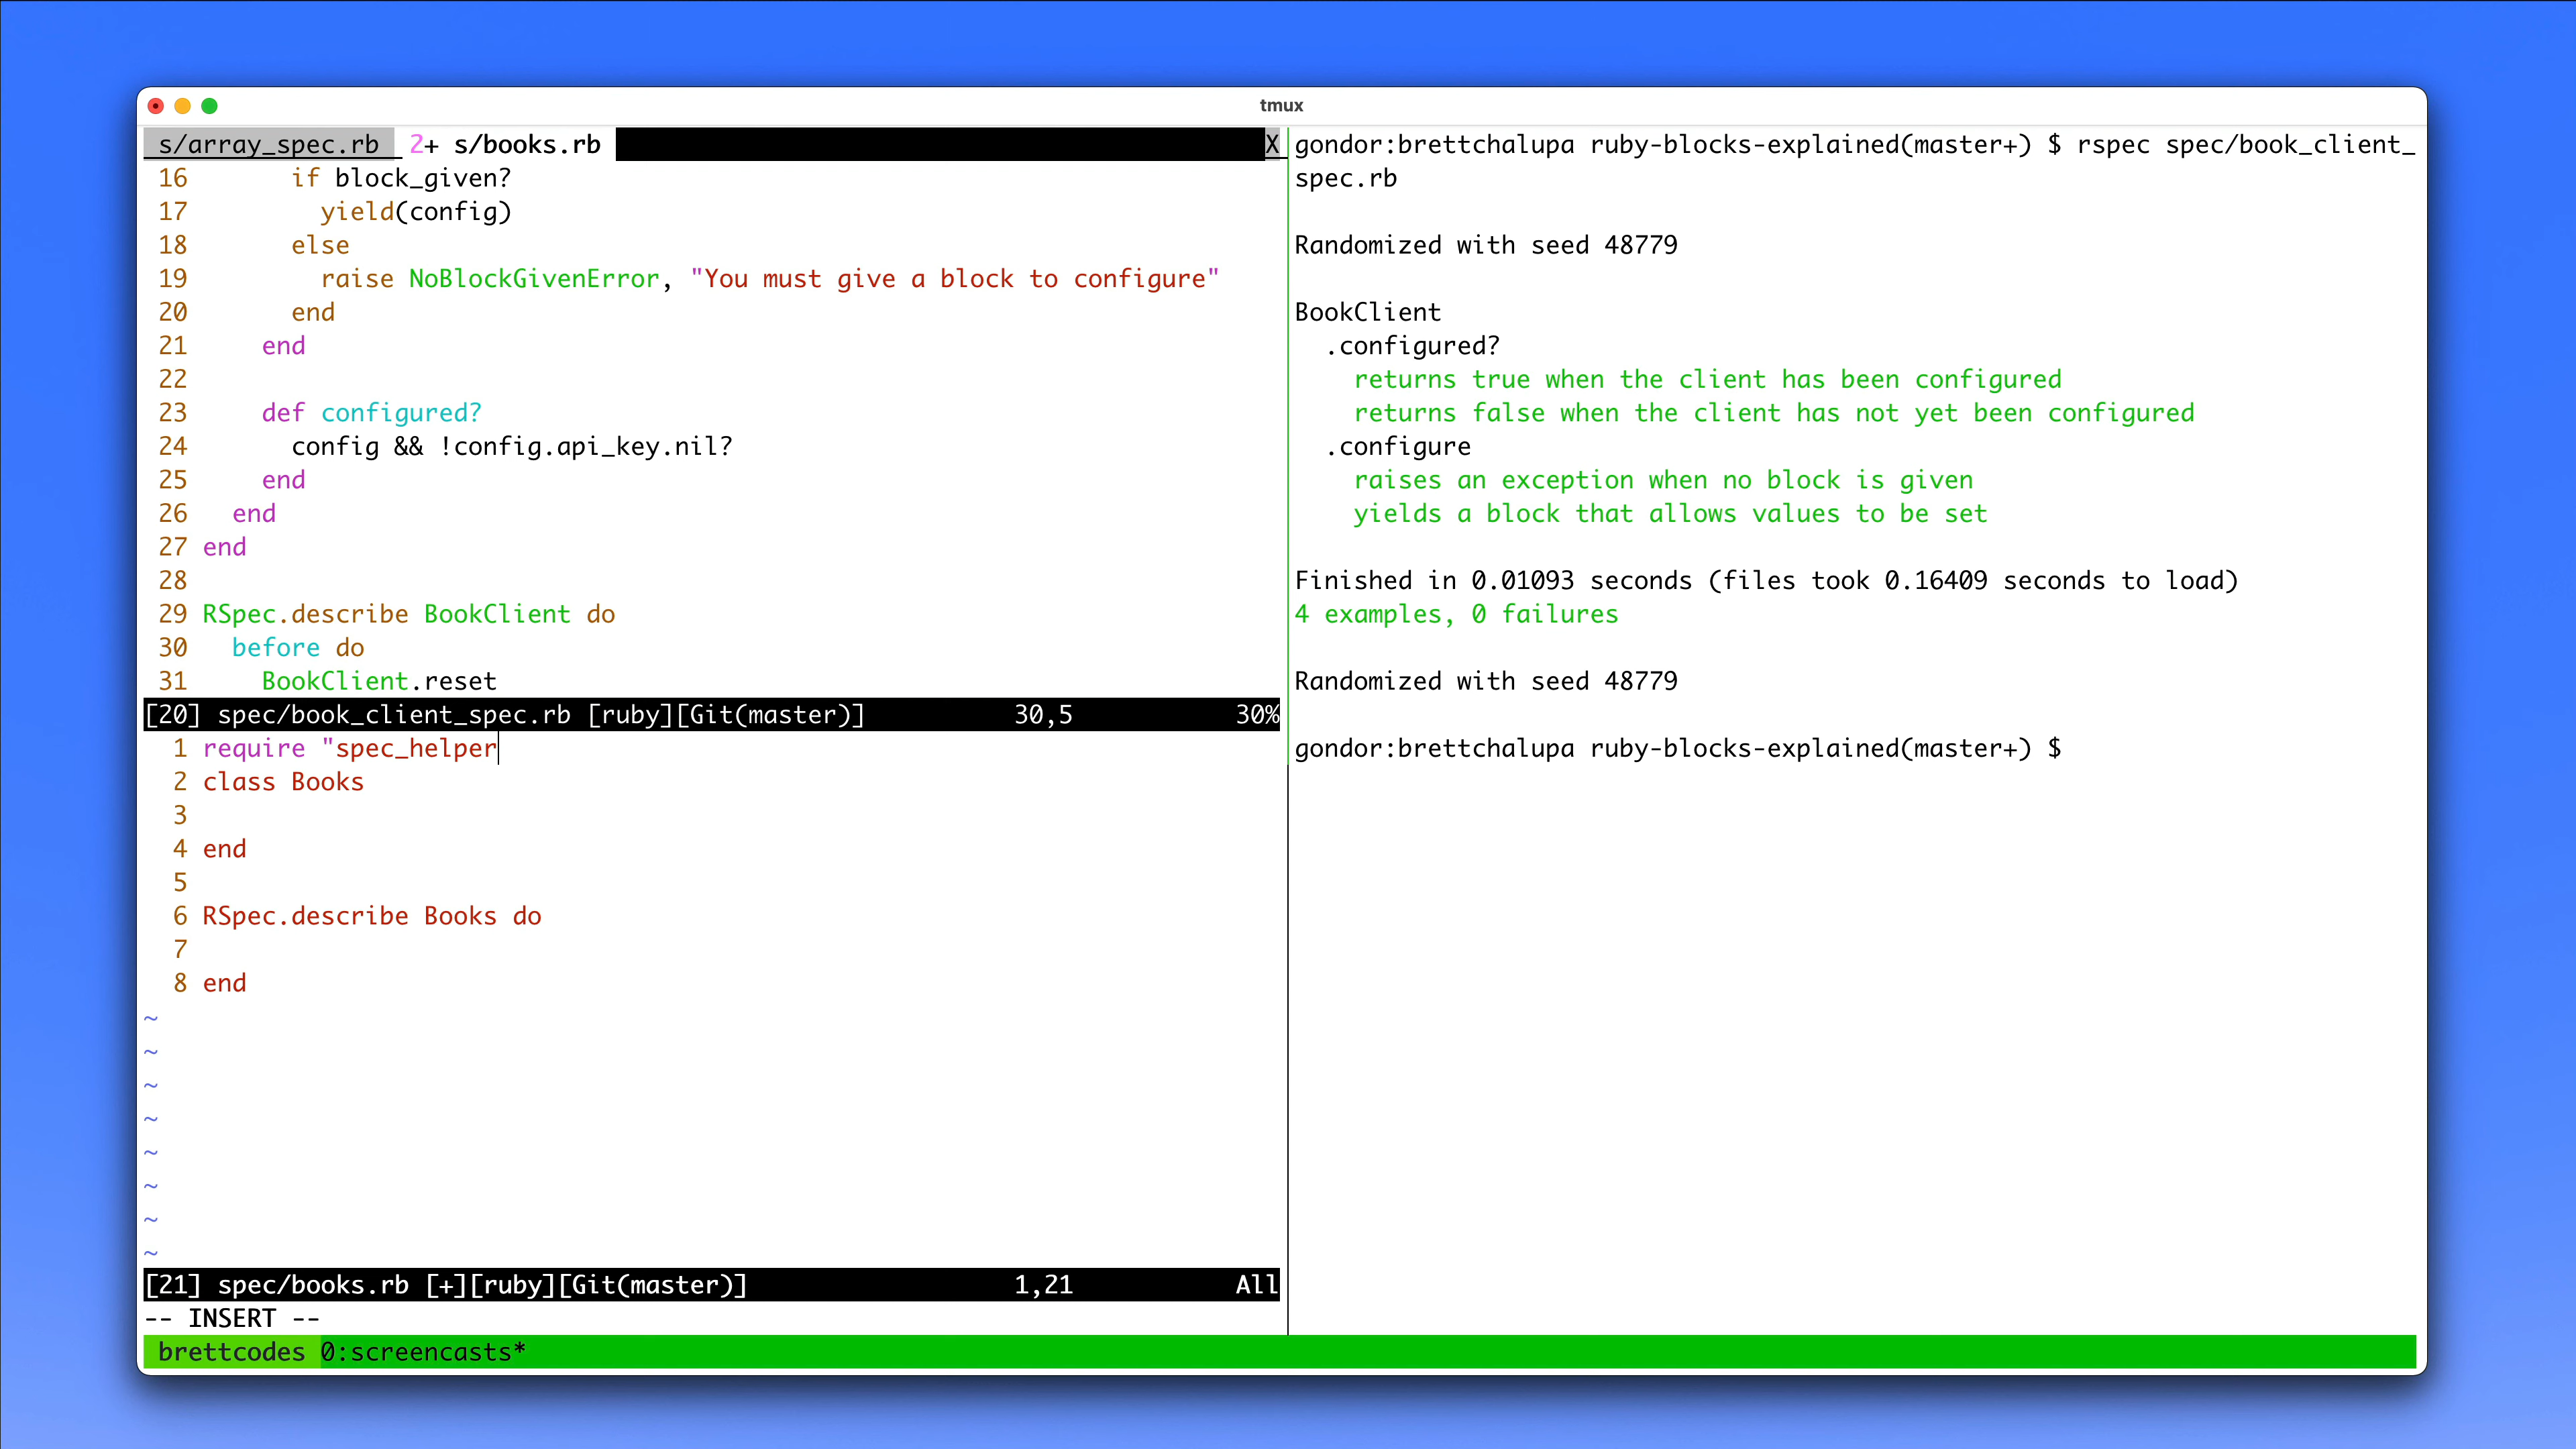 tmux
s/array_spec.rb 2+ s/books.rb X
16 if block_given?
17 yield(config)
18 else
19 raise NoBlockGivenError, "You must give a block to configure"
20 end
21 end
22
23 def configured?
24 config && !config.api_key.nil?
25 end
26 end
27 end
28
29 RSpec.describe BookClient do
30 before do
31 BookClient.reset
[20] spec/book_client_spec.rb [ruby][Git(master)] 30,5 30%
1 require "spec_helper
2 class Books
3
4 end
5
6 RSpec.describe Books do
7
8 end
~
~
~
~
~
~
~
~
[21] spec/books.rb [+][ruby][Git(master)] 1,21 All
-- INSERT --
gondor:brettchalupa ruby-blocks-explained(master+) $ rspec spec/book_client_
spec.rb
Randomized with seed 48779
BookClient
.configured?
returns true when the client has been configured
returns false when the client has not yet been configured
.configure
raises an exception when no block is given
yields a block that allows values to be set
Finished in 0.01093 seconds (files took 0.16409 seconds to load)
4 examples, 0 failures
Randomized with seed 48779
gondor:brettchalupa ruby-blocks-explained(master+) $
brettcodes 0:screencasts*